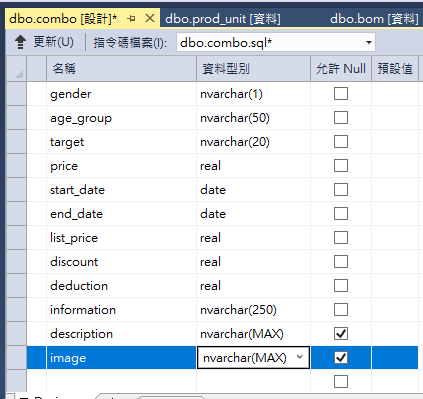 dbo.combo [設計]* dbo.prod_unit [資料] dbo.bom [資料]
更新(U) 指令碼檔案(I): dbo.combo.sql*
名稱 資料型別 允許 Null 預設值
gender nvarchar(1)
age_group nvarchar(50)
target nvarchar(20)
price real
start_date date
end_date date
list_price real
discount real
deduction real
information nvarchar(250)
description nvarchar(MAX)
image nvarchar(MAX)